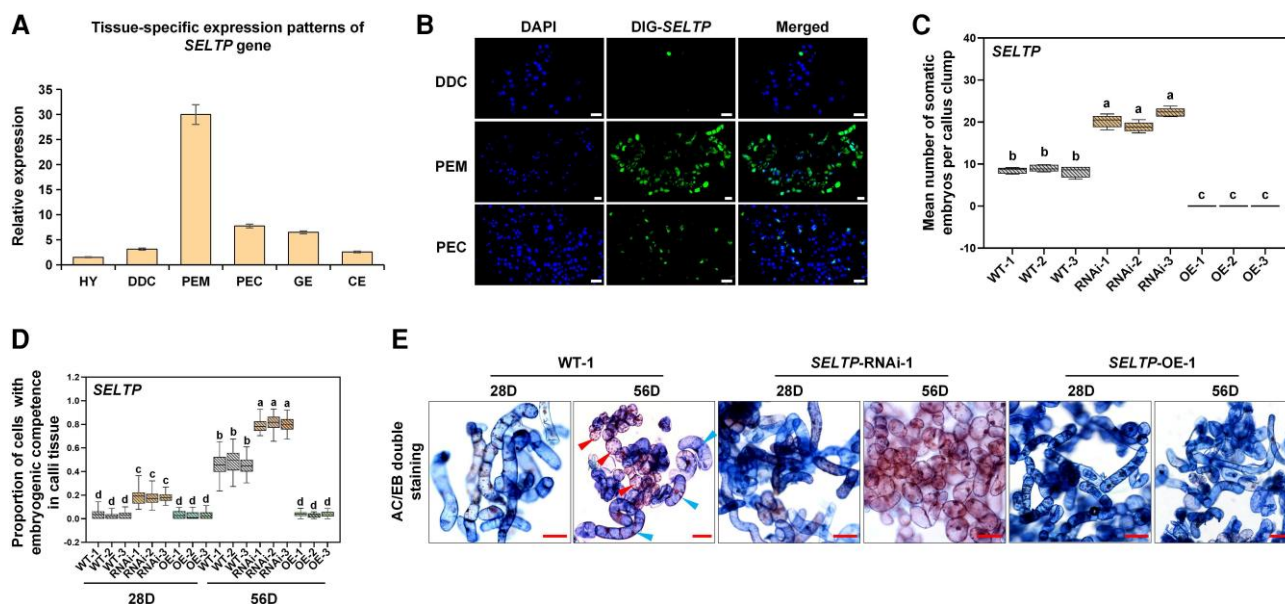 A
Tissue-specific expression patterns of
SELTP gene
Relative expression
35
30
25
20
15
10
5
0
HY DDC PEM PEC GE CE
B
DAPI DIG-SELTP Merged
DDC
PEM
PEC
C
SELTP
Mean number of somatic
embryos per callus clump
30
20
10
0
-10
b b b a a a c c c
WT-1 WT-2 WT-3 RNAi-1 RNAi-2 RNAi-3 OE-1 OE-2 OE-3
D
SELTP
Proportion of cells with
embryogenic competence
in calli tissue
1.2
1.0
0.8
0.6
0.4
0.2
0.0
-0.2
d d d c c c d d d b b b a a a d d d
WT-1 WT-2 WT-3 RNAi-1 RNAi-2 RNAi-3 OE-1 OE-2 OE-3 WT-1 WT-2 WT-3 RNAi-1 RNAi-2 RNAi-3 OE-1 OE-2 OE-3
28D 56D
E
WT-1 SELTP-RNAi-1 SELTP-OE-1
28D 56D 28D 56D 28D 56D
AC/EB double
staining